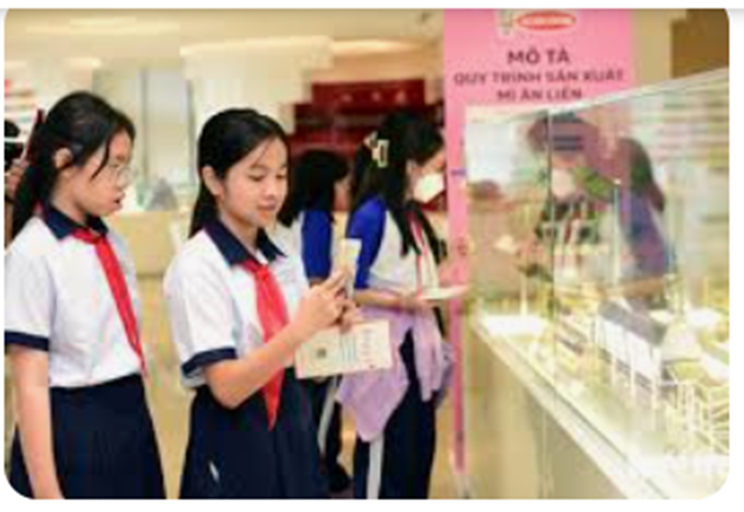 MÔ TẢ
QUY TRÌNH SẢN XUẤT
MÌ ĂN LIỀN